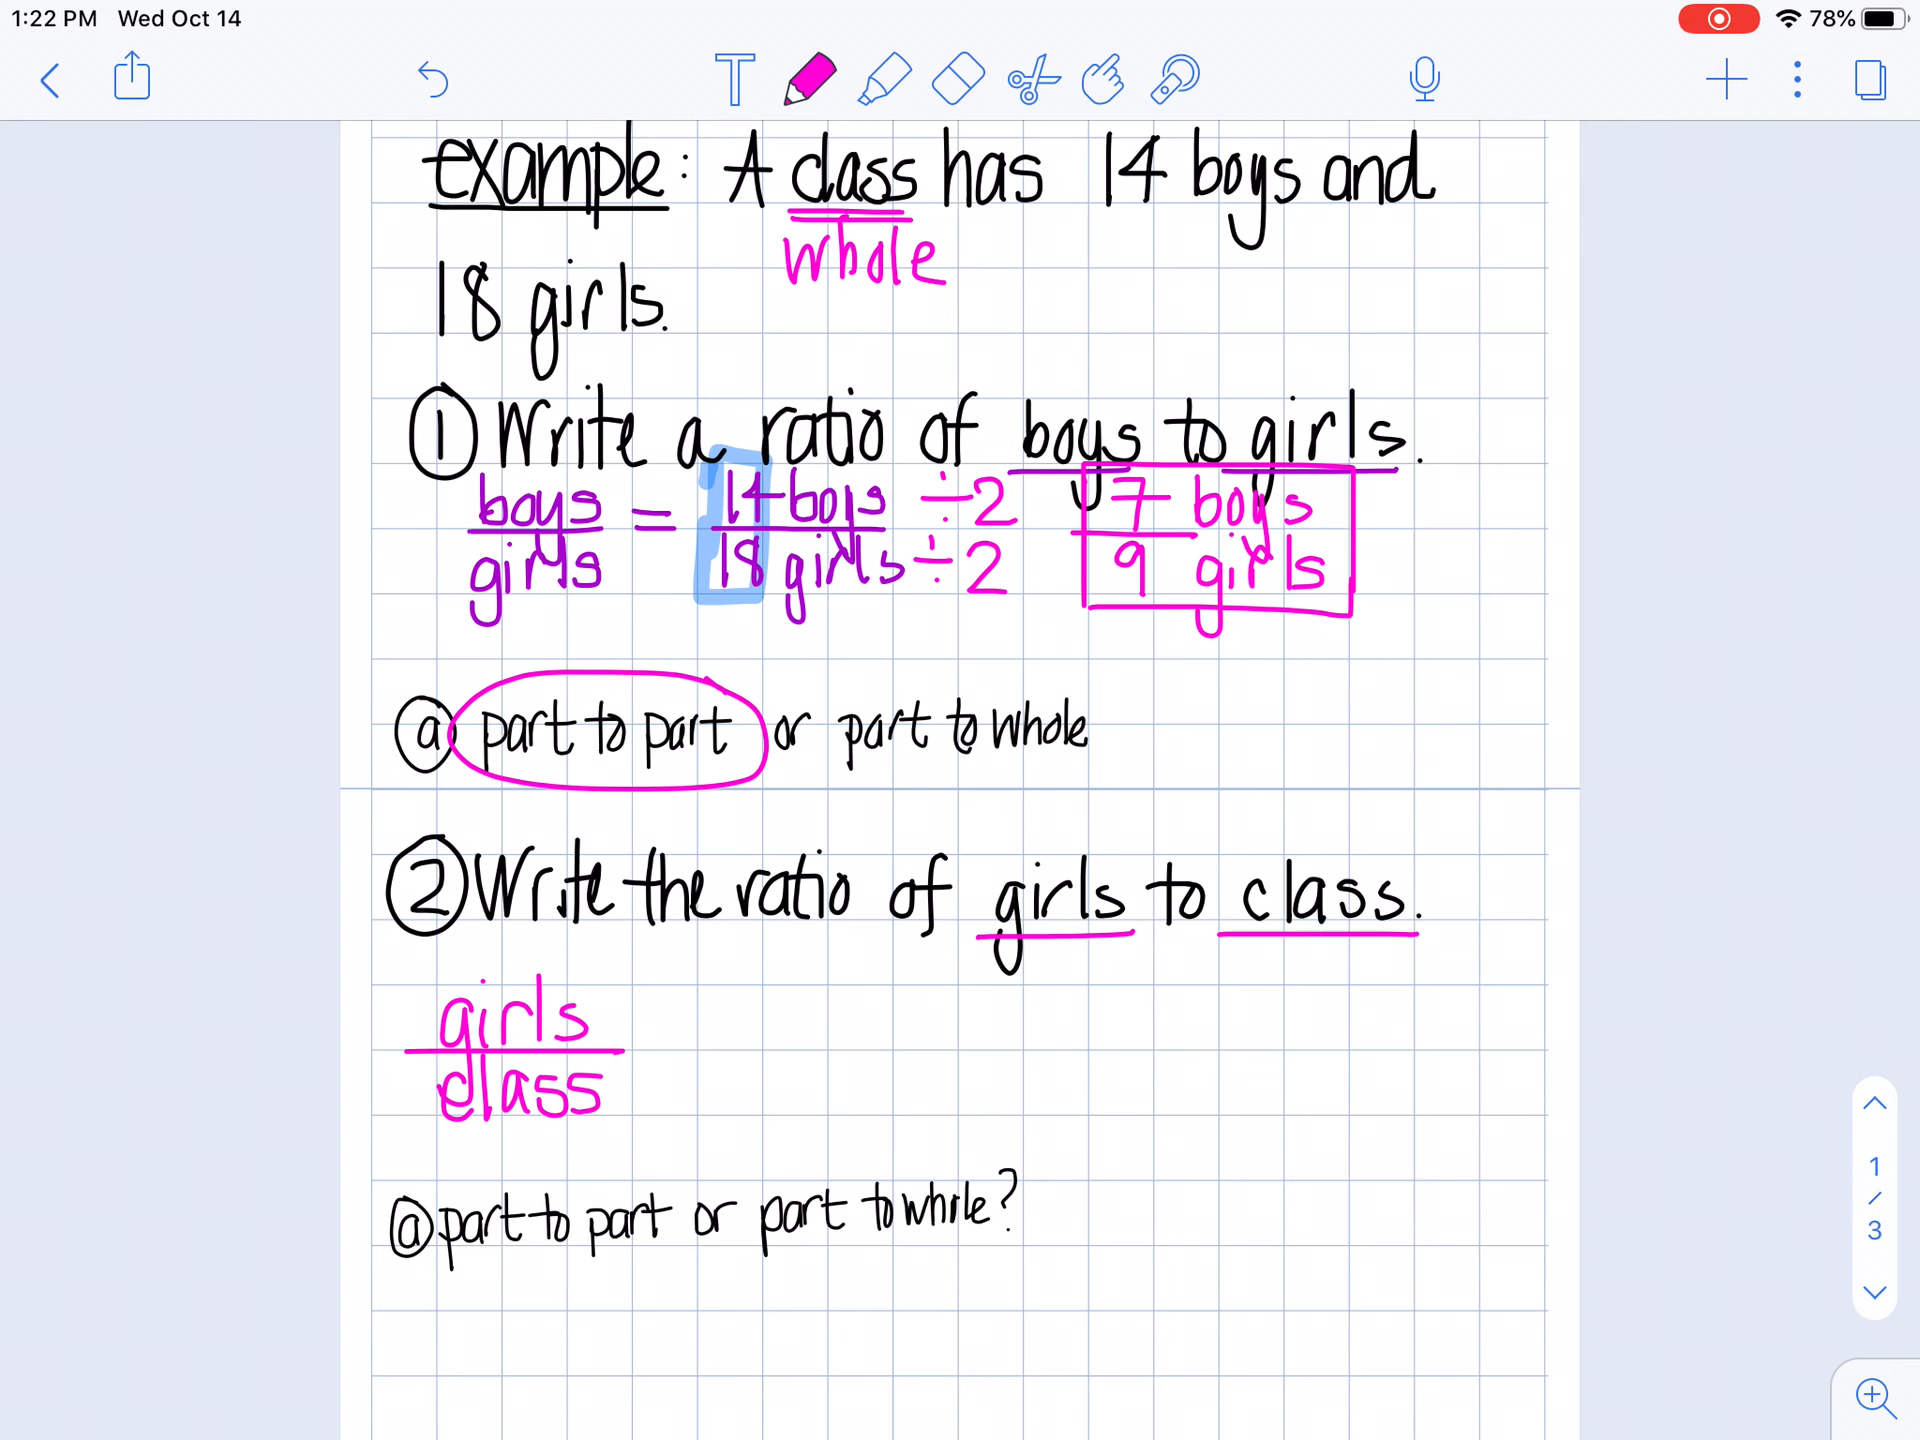 1:22 PM Wed Oct 14
78%
example: A class has 14 boys and
whole
18 girls.
① Write a ratio of boys to girls.
boys = 14 boys ÷2 7 boys
girls 18 girls ÷2 9 girls
ⓐ part to part or part to whole
② Write the ratio of girls to class.
girls
class
ⓐ part to part or part to whole?
1
/
3